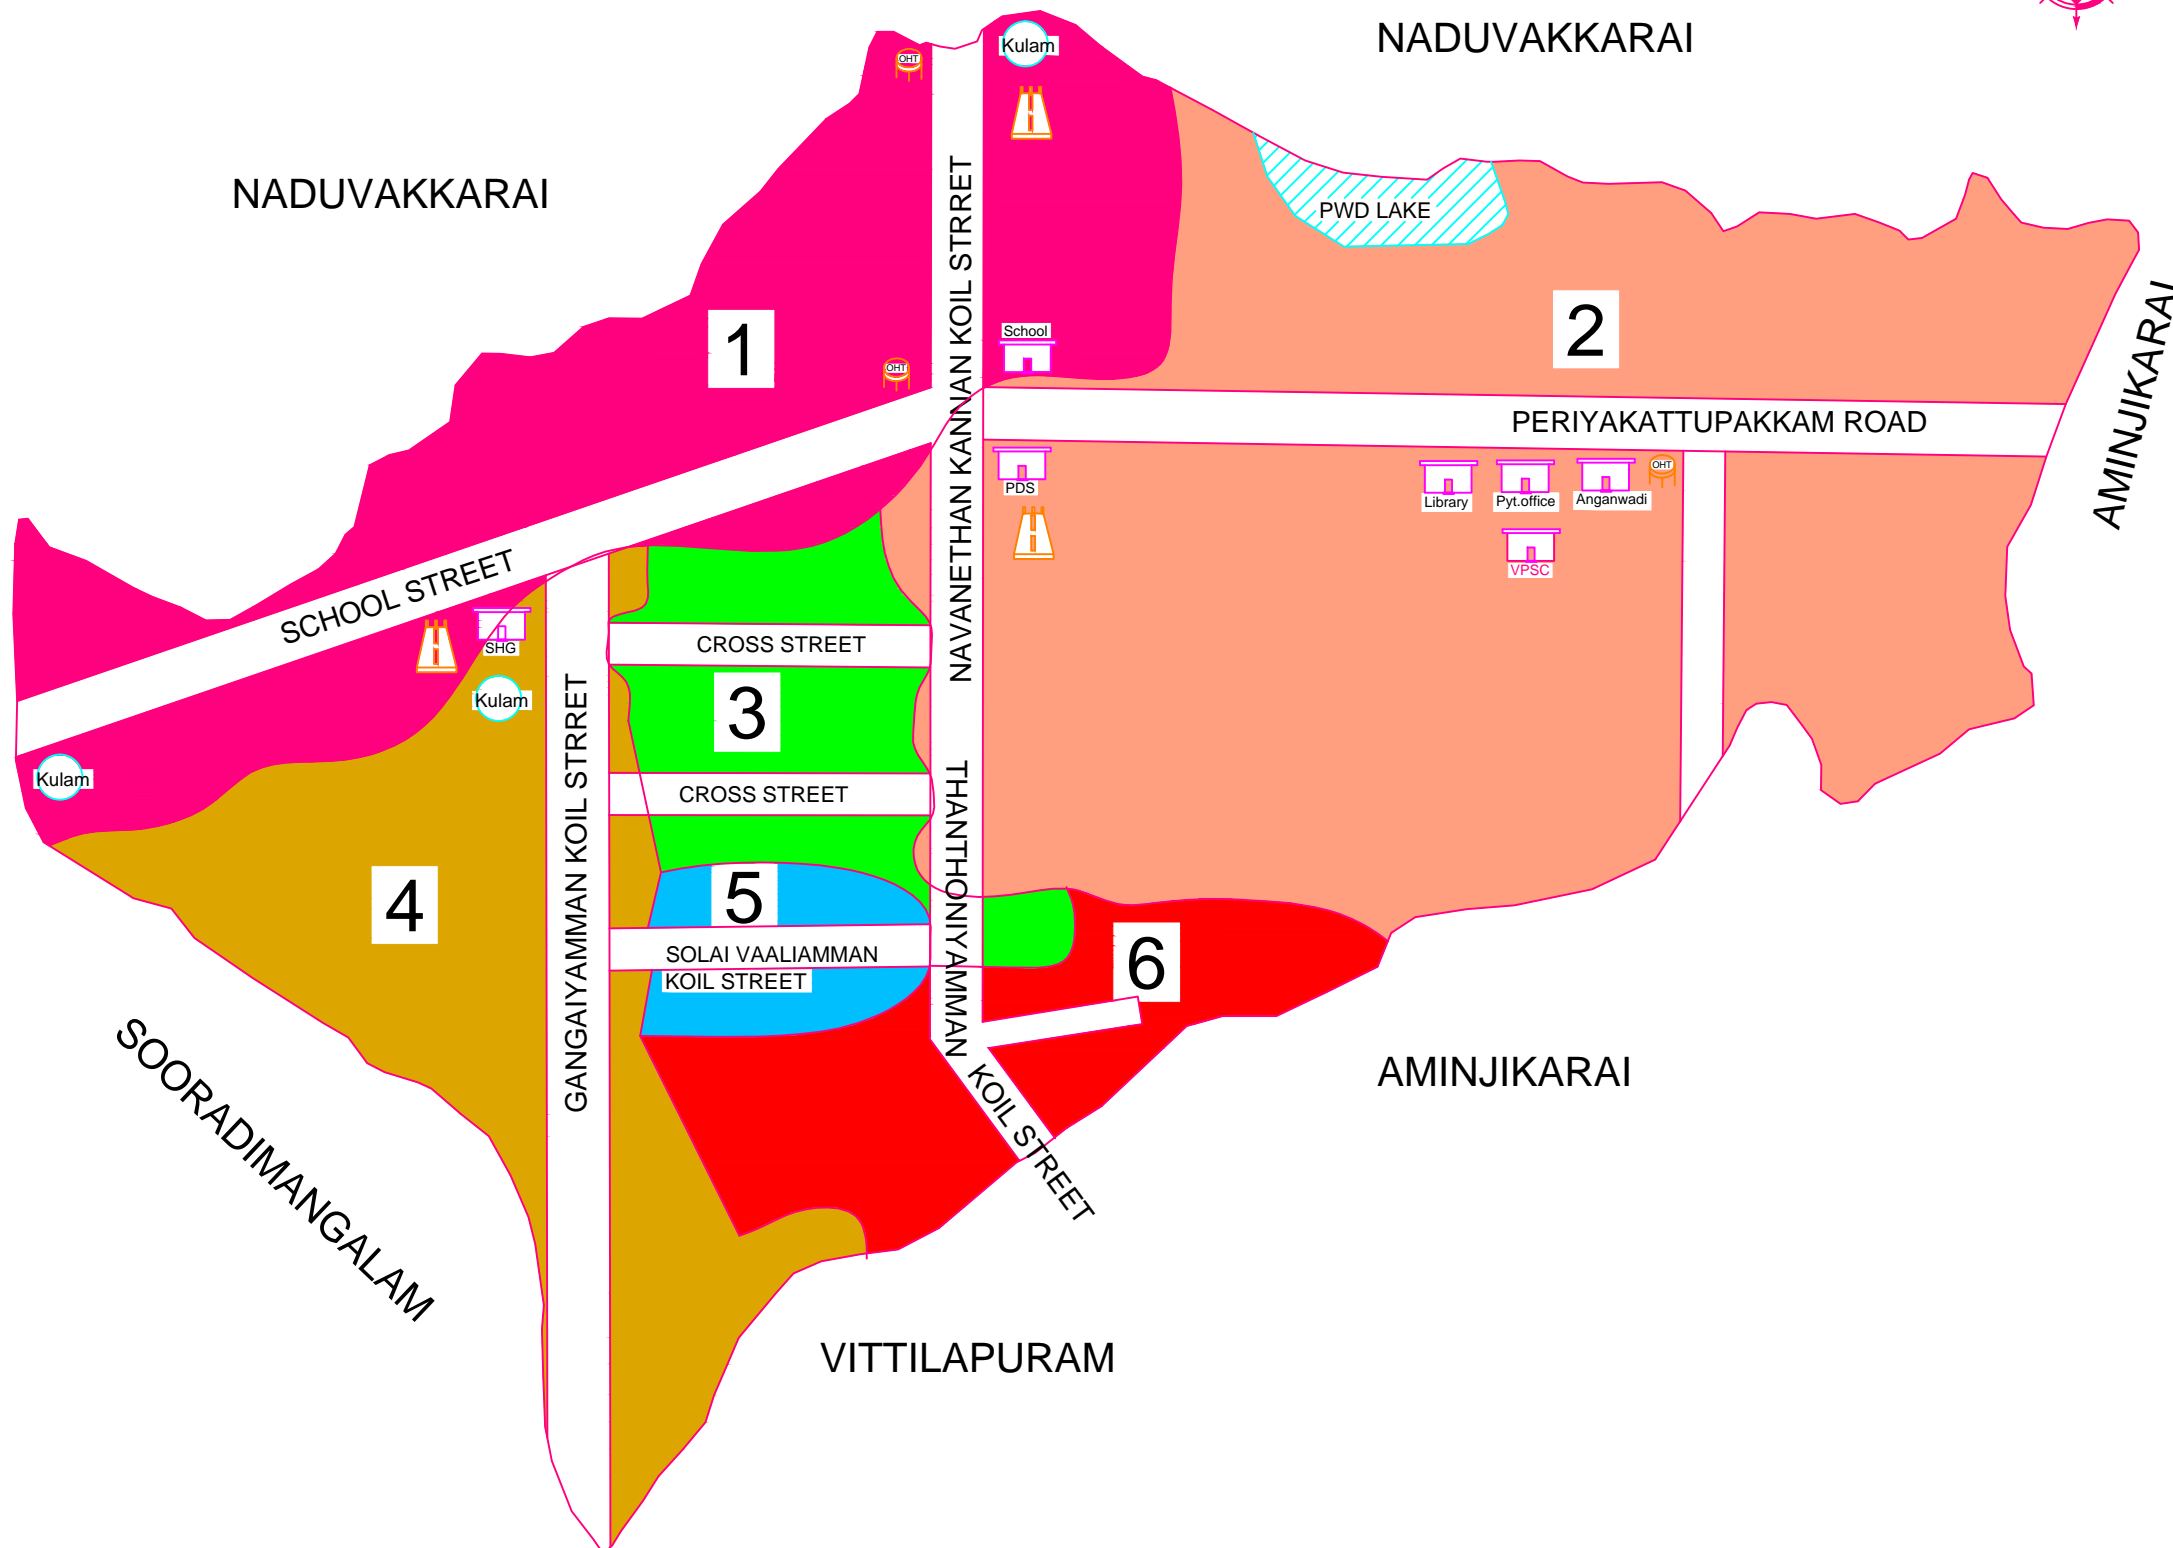 NADUVAKKARAI
Kulam
OHT
NADUVAKKARAI
PWD LAKE
NAVANETHAN KANNIAN KOIL STRRET
1
2
School
OHT
AMINJIKARAI
PERIYAKATTUPAKKAM ROAD
PDS
Library
Pyt.office
Anganwadi
OHT
VPSC
SCHOOL STREET
SHG
Kulam
CROSS STREET
3
Kulam
CROSS STREET
GANGAIYAMMAN KOIL STRRET
THANTHONIYAMMAN
KOIL STREET
4
5
6
SOLAI VAALIAMMAN
KOIL STREET
SOORADIMANGALAM
AMINJIKARAI
VITTILAPURAM